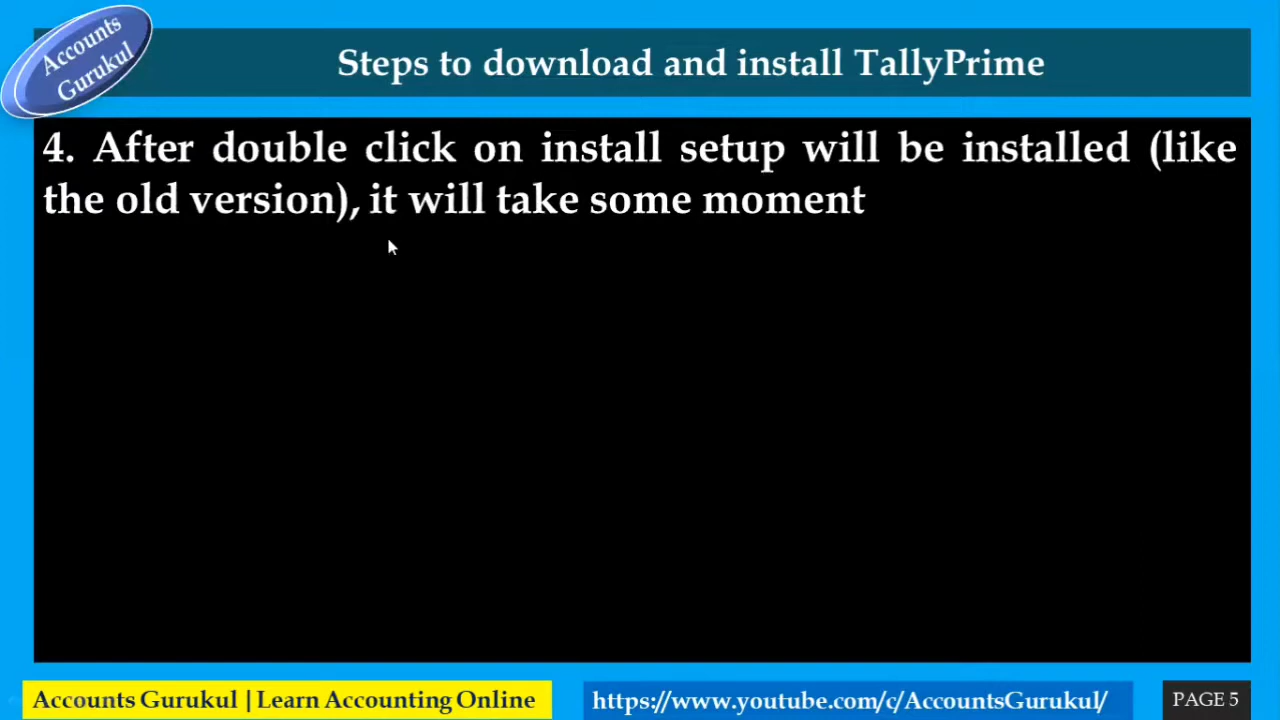 Accounts
Gurukul
Steps to download and install TallyPrime
4. After double click on install setup will be installed (like
the old version), it will take some moment
Accounts Gurukul |Learn Accounting Online
https://www.youtube.com/c/AccountsGurukul/
PAGE 5